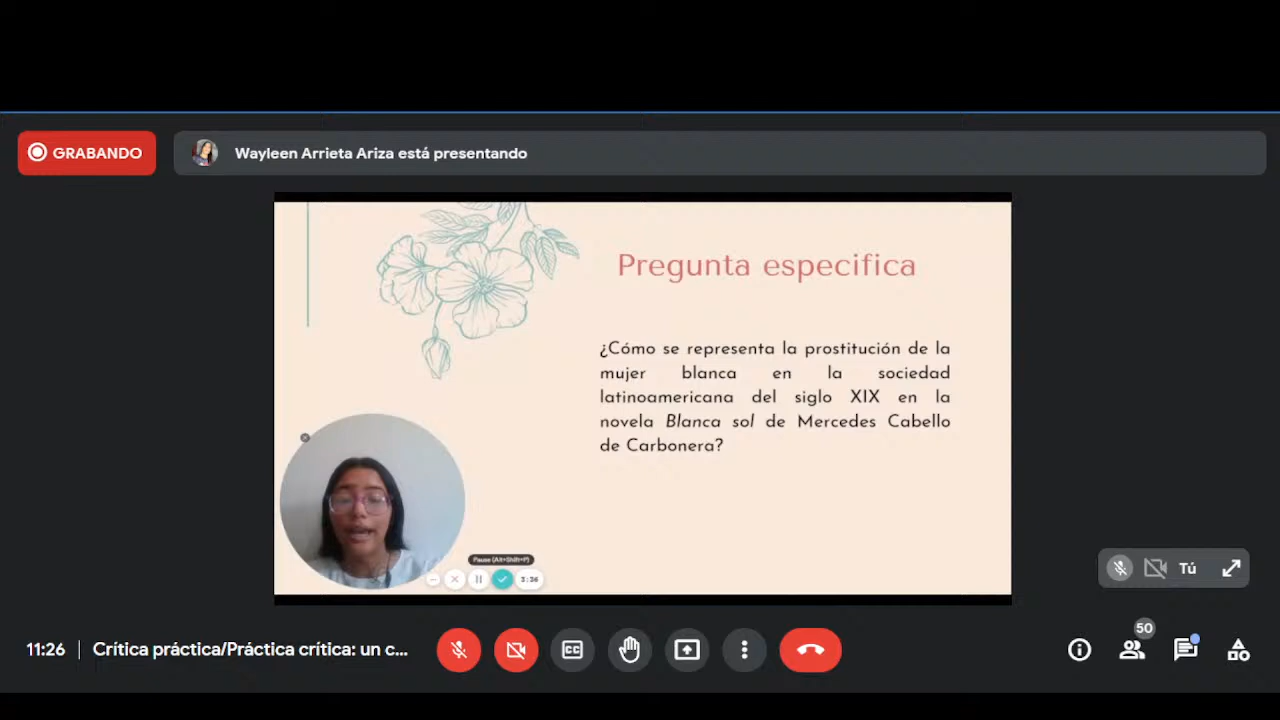 GRABANDO
Wayleen Arrieta Ariza está presentando
Pregunta especifica
¿Cómo se representa la prostitución de la
mujer blanca en la sociedad
latinoamericana del siglo XIX en la
novela Blanca sol de Mercedes Cabello
de Carbonera?
Pause (Alt+Shift+P)
3:36
Tú
11:26
Crítica práctica/Práctica crítica: un c...
CC
50